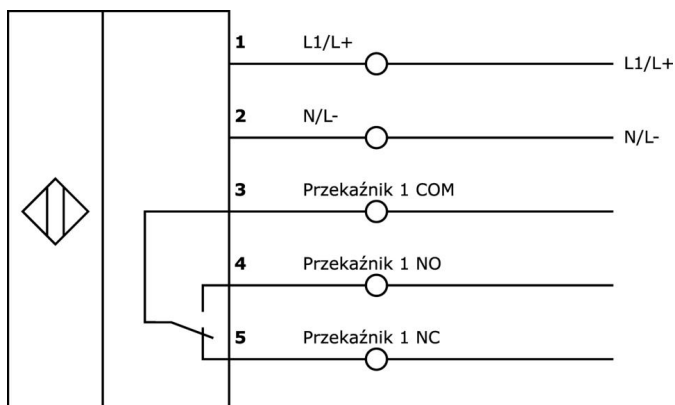 1 L1/L+
L1/L+
2 N/L-
N/L-
3 Przekaźnik 1 COM
4 Przekaźnik 1 NO
5 Przekaźnik 1 NC